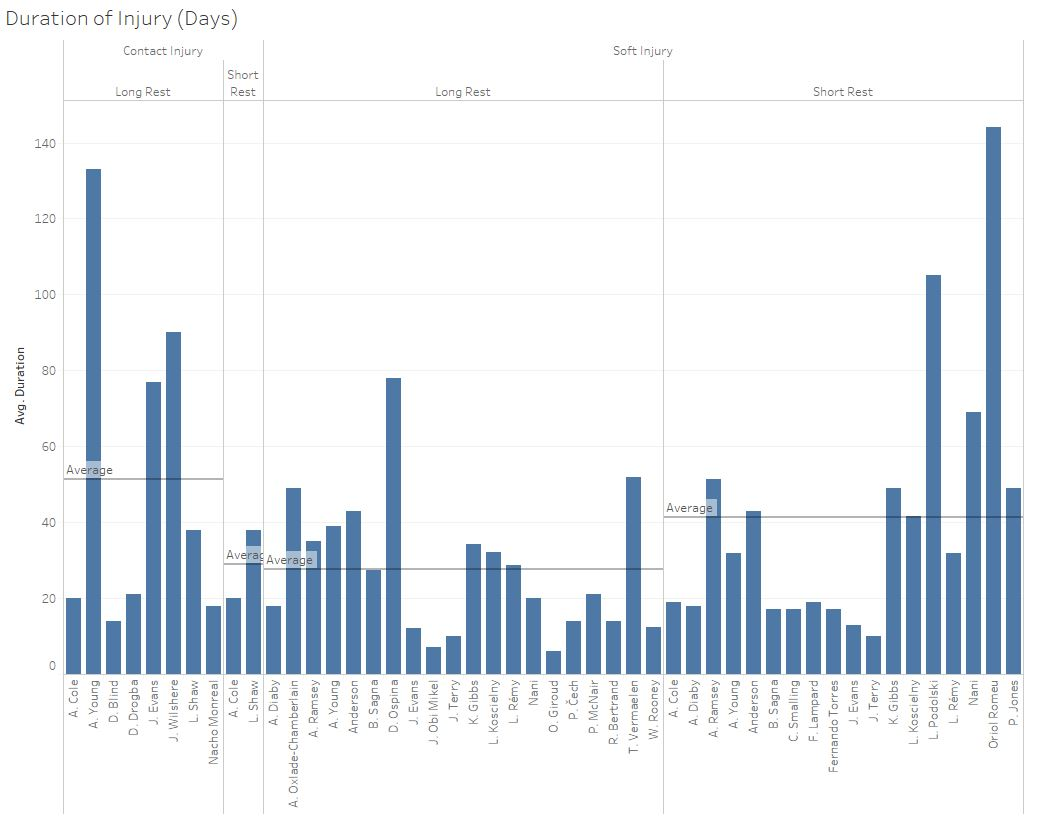 Duration of Injury (Days)
Contact Injury
Soft Injury
Long Rest
Short
Rest
Long Rest
Short Rest
Avg. Duration
140
120
100
80
60
40
20
0
Average
Averag
Average
Average
A. Cole
A. Young
D. Blind
D. Drogba
J. Evans
J. Wilshere
L. Shaw
Nacho Monreal
A. Cole
L. Shaw
A. Diaby
A. Oxlade-Chamberlain
A. Ramsey
A. Young
Anderson
B. Sagna
D. Ospina
J. Evans
J. Obi Mikel
J. Terry
K. Gibbs
L. Koscielny
L. Rémy
Nani
O. Giroud
P. Čech
P. McNair
R. Bertrand
T. Vermaelen
W. Rooney
A. Cole
A. Diaby
A. Ramsey
A. Young
Anderson
B. Sagna
C. Smalling
F. Lampard
Fernando Torres
J. Evans
J. Terry
K. Gibbs
L. Koscielny
L. Podolski
L. Rémy
Nani
Oriol Romeu
P. Jones